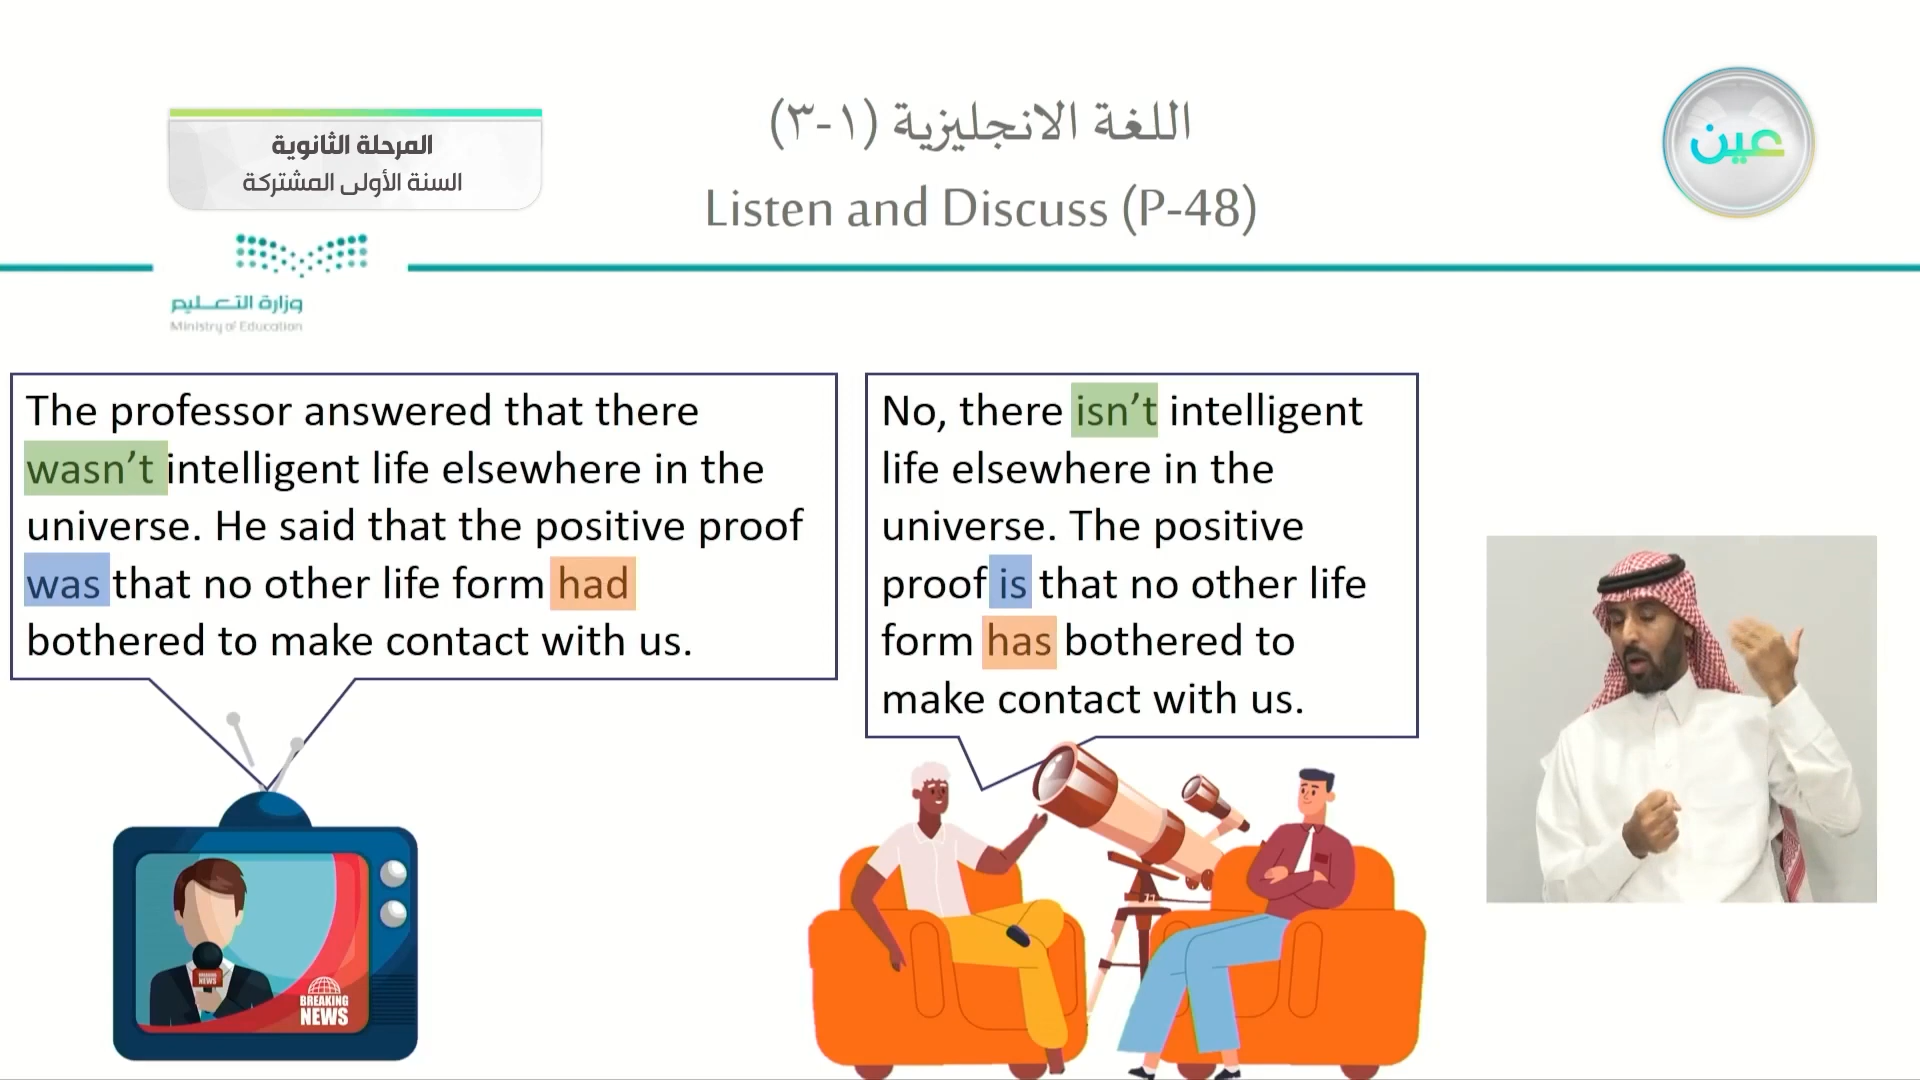 المرحلة الثانوية
السنة الأولى المشتركة
اللغة الانجليزية (١-٣)
Listen and Discuss (P-48)
عين
وزارة التعليم
Ministry of Education
The professor answered that there
wasn’t intelligent life elsewhere in the
universe. He said that the positive proof
was that no other life form had
bothered to make contact with us.
No, there isn’t intelligent
life elsewhere in the
universe. The positive
proof is that no other life
form has bothered to
make contact with us.
BREAKING
NEWS
BREAKING
NEWS